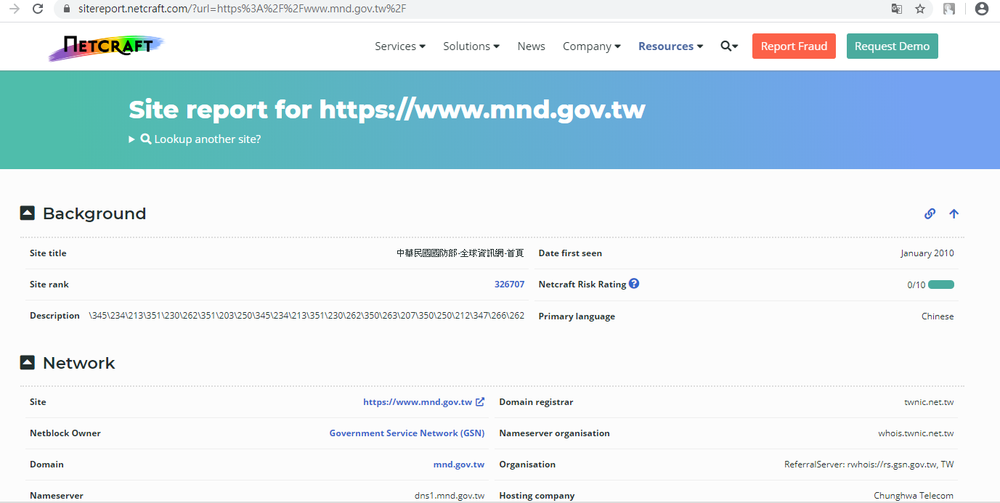 sitereport.netcraft.com/?url=https%3A%2F%2Fwww.mnd.gov.tw%2F
NETCRAFT Services Solutions News Company Resources Report Fraud Request Demo
Site report for https://www.mnd.gov.tw
Lookup another site?
Background
Site title 中華民國國防部-全球資訊網-首頁 Date first seen January 2010
Site rank 326707 Netcraft Risk Rating ? 0/10
Description \345\234\213\351\230\262\351\203\250\345\234\213\351\230\262\350\263\207\350\250\212\347\266\262 Primary language Chinese
Network
Site https://www.mnd.gov.tw Domain registrar twnic.net.tw
Netblock Owner Government Service Network (GSN) Nameserver organisation whois.twnic.net.tw
Domain mnd.gov.tw Organisation ReferralServer: rwhois://rs.gsn.gov.tw, TW
Nameserver dns1.mnd.gov.tw Hosting company Chunghwa Telecom